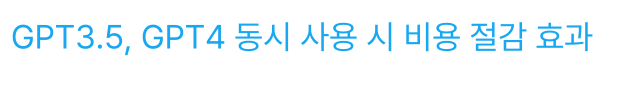 GPT3.5, GPT4 동시 사용 시 비용 절감 효과